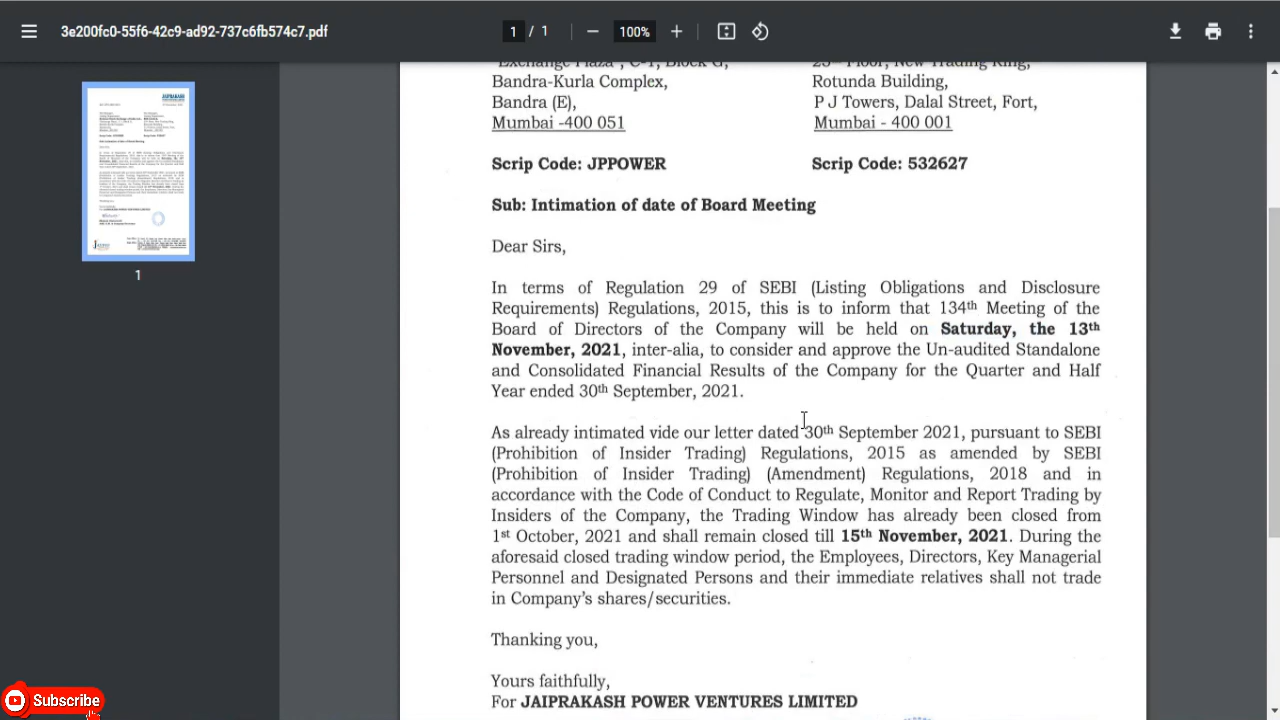 3e200fc0-55f6-42c9-ad92-737c6fb574c7.pdf
1 / 1
100%
"Exchange Plaza", C-1, Block G,
Bandra-Kurla Complex,
Bandra (E),
Mumbai -400 051
Scrip Code: JPPOWER
25th Floor, New Trading Ring,
Rotunda Building,
P J Towers, Dalal Street, Fort,
Mumbai - 400 001
Scrip Code: 532627
Sub: intimation of date of Board Meeting
Dear Sirs,
In terms of Regulation 29 of SEBI (Listing Obligations and Disclosure
Requirements) Regulations, 2015, this is to inform that 134th Meeting of the
Board of Directors of the Company will be held on Saturday, the 13th
November, 2021, inter-alia, to consider and approve the Un-audited Standalone
and Consolidated Financial Results of the Company for the Quarter and Half
Year ended 30th September, 2021.
As already intimated vide our letter dated 30th September 2021, pursuant to SEBI
(Prohibition of Insider Trading) Regulations, 2015 as amended by SEBI
(Prohibition of Insider Trading) (Amendment) Regulations, 2018 and in
accordance with the Code of Conduct to Regulate, Monitor and Report Trading by
Insiders of the Company, the Trading Window has already been closed from
1st October, 2021 and shall remain closed till 15th November, 2021. During the
aforesaid closed trading window period, the Employees, Directors, Key Managerial
Personnel and Designated Persons and their immediate relatives shall not trade
in Company's shares/securities.
Thanking you,
Yours faithfully,
For JAIPRAKASH POWER VENTURES LIMITED
1
Subscribe